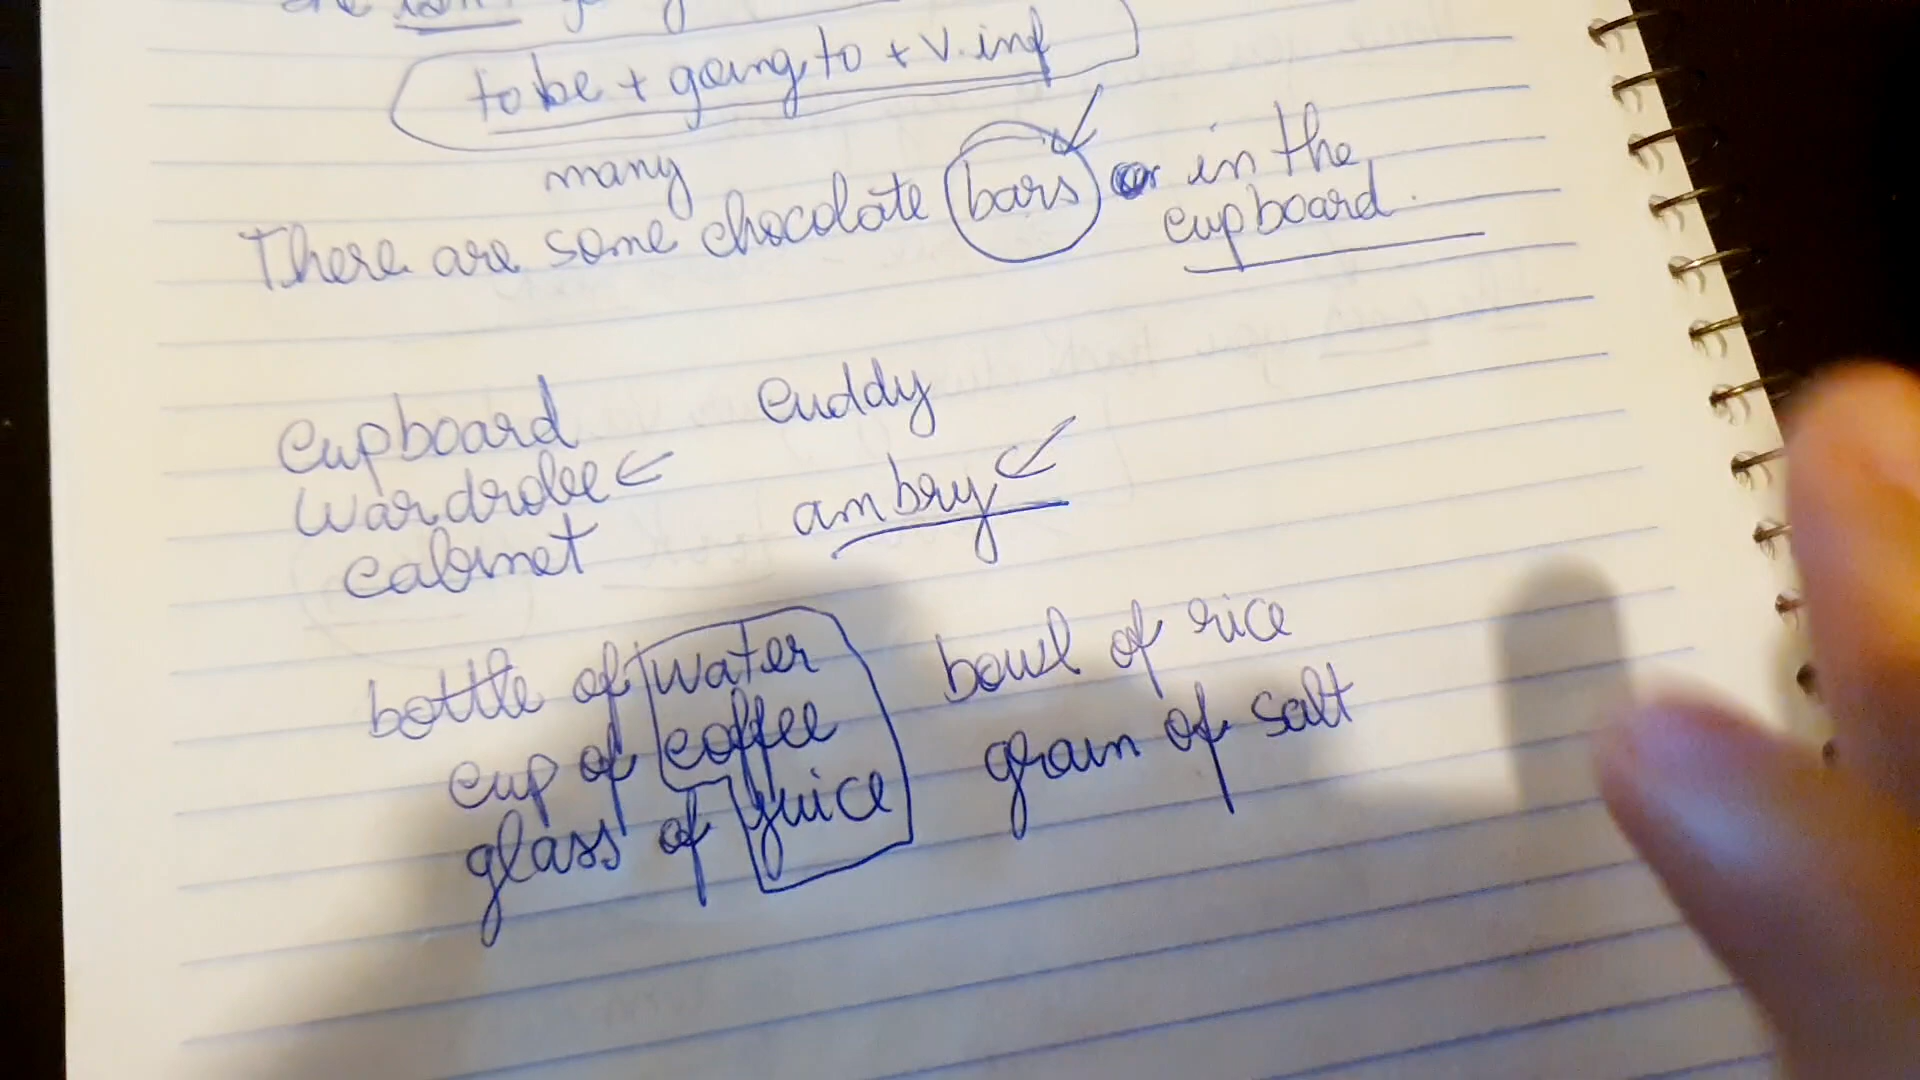 to be + going to + v. inf
many
There are some chocolate bars or in the
cupboard.
cupboard
wardrobe
cabinet
cuddy
ambry
bottle of water
cup of coffee
glass of juice
bowl of rice
grain of salt